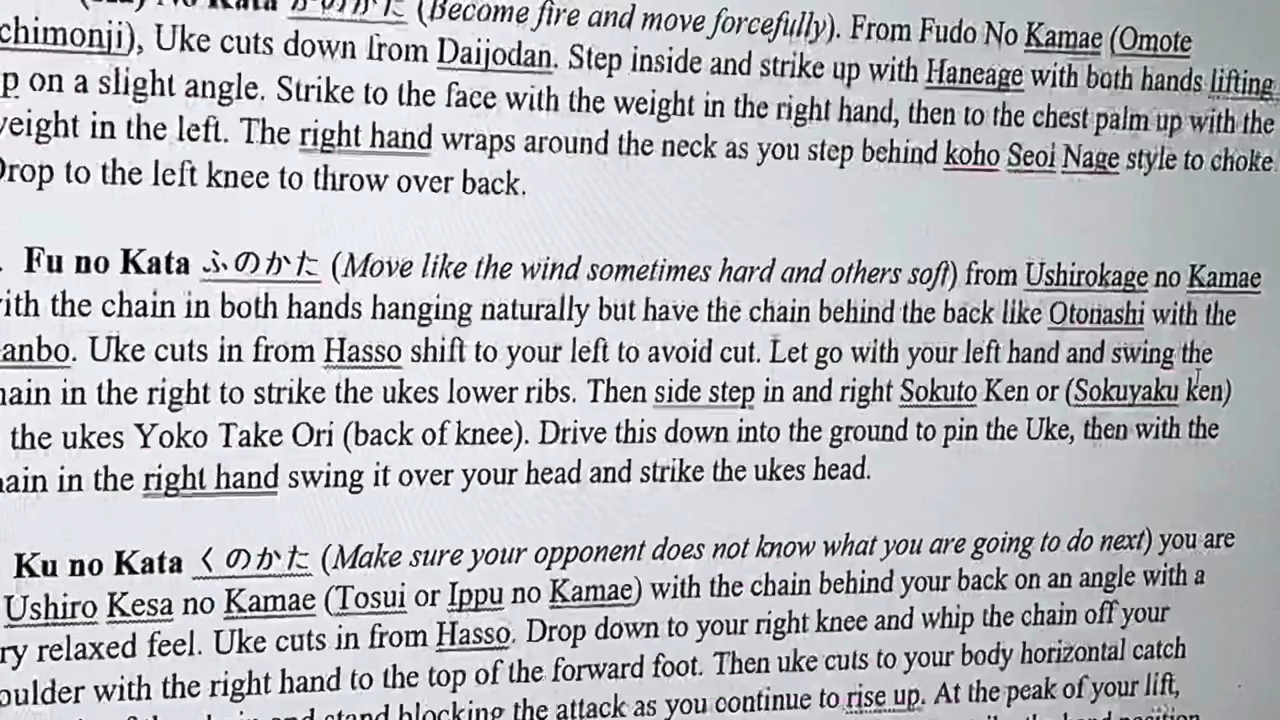 No Kata かのかた (Become fire and move forcefully). From Fudo No Kamae (Omote
chimonji), Uke cuts down from Daijodan. Step inside and strike up with Haneage with both hands lifting
p on a slight angle. Strike to the face with the weight in the right hand, then to the chest palm up with the
weight in the left. The right hand wraps around the neck as you step behind koho Seoi Nage style to choke.
Drop to the left knee to throw over back.
. Fu no Kata ふのかた (Move like the wind sometimes hard and others soft) from Ushirokage no Kamae
ith the chain in both hands hanging naturally but have the chain behind the back like Otonashi with the
anbo. Uke cuts in from Hasso shift to your left to avoid cut. Let go with your left hand and swing the
hain in the right to strike the ukes lower ribs. Then side step in and right Sokuto Ken or (Sokuyaku ken)
the ukes Yoko Take Ori (back of knee). Drive this down into the ground to pin the Uke, then with the
hain in the right hand swing it over your head and strike the ukes head.
Ku no Kata くのかた (Make sure your opponent does not know what you are going to do next) you are
Ushiro Kesa no Kamae (Tosui or Ippu no Kamae) with the chain behind your back on an angle with a
ry relaxed feel. Uke cuts in from Hasso. Drop down to your right knee and whip the chain off your
oulder with the right hand to the top of the forward foot. Then uke cuts to your body horizontal catch
and stand blocking the attack as you continue to rise up. At the peak of your lift,